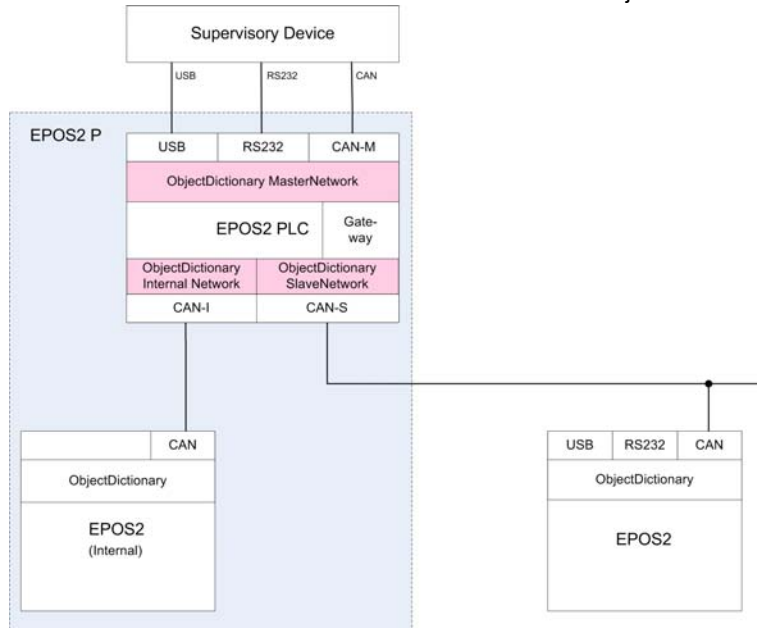 Supervisory Device
USB RS232 CAN
EPOS2 P
USB RS232 CAN-M
ObjectDictionary MasterNetwork
EPOS2 PLC
Gate-
way
ObjectDictionary
Internal Network
ObjectDictionary
SlaveNetwork
CAN-I CAN-S
CAN
ObjectDictionary
EPOS2
(Internal)
USB RS232 CAN
ObjectDictionary
EPOS2